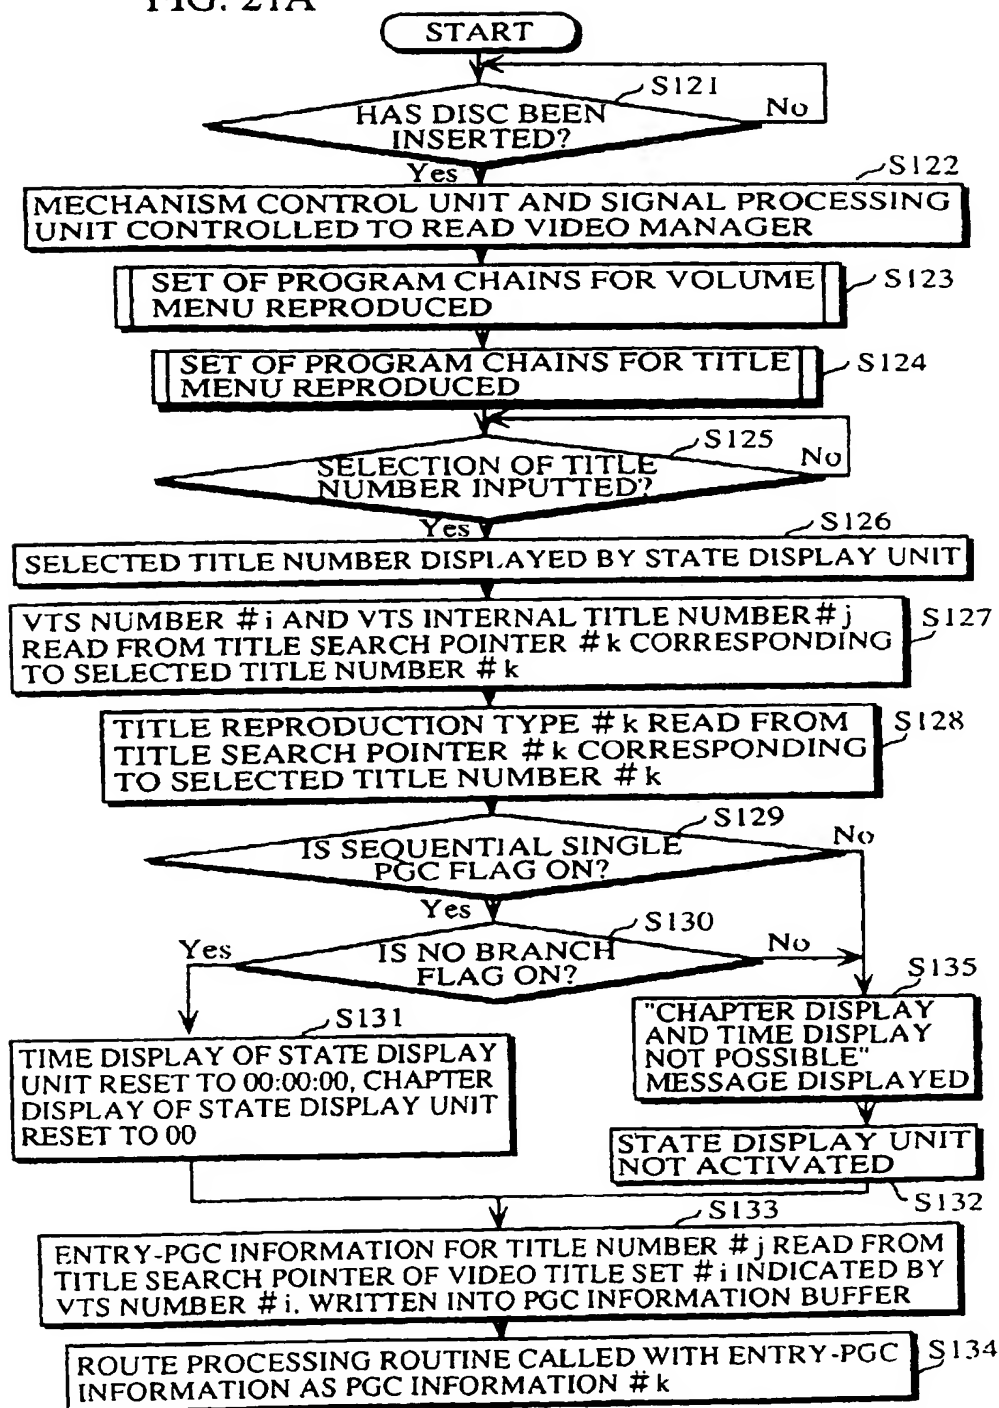 FIG. 21A
START
S121
HAS DISC BEEN
INSERTED?
No
Yes
S122
MECHANISM CONTROL UNIT AND SIGNAL PROCESSING
UNIT CONTROLLED TO READ VIDEO MANAGER
SET OF PROGRAM CHAINS FOR VOLUME
MENU REPRODUCED
S123
SET OF PROGRAM CHAINS FOR TITLE
MENU REPRODUCED
S124
S125
SELECTION OF TITLE
NUMBER INPUTTED?
No
Yes
S126
SELECTED TITLE NUMBER DISPLAYED BY STATE DISPLAY UNIT
VTS NUMBER #i AND VTS INTERNAL TITLE NUMBER #j
READ FROM TITLE SEARCH POINTER #k CORRESPONDING
TO SELECTED TITLE NUMBER #k
S127
TITLE REPRODUCTION TYPE #k READ FROM
TITLE SEARCH POINTER #k CORRESPONDING
TO SELECTED TITLE NUMBER #k
S128
S129
IS SEQUENTIAL SINGLE
PGC FLAG ON?
No
Yes
S130
IS NO BRANCH
FLAG ON?
Yes
No
S131
TIME DISPLAY OF STATE DISPLAY
UNIT RESET TO 00:00:00, CHAPTER
DISPLAY OF STATE DISPLAY UNIT
RESET TO 00
S135
"CHAPTER DISPLAY
AND TIME DISPLAY
NOT POSSIBLE"
MESSAGE DISPLAYED
STATE DISPLAY UNIT
NOT ACTIVATED
S132
S133
ENTRY-PGC INFORMATION FOR TITLE NUMBER #j READ FROM
TITLE SEARCH POINTER OF VIDEO TITLE SET #i INDICATED BY
VTS NUMBER #i. WRITTEN INTO PGC INFORMATION BUFFER
ROUTE PROCESSING ROUTINE CALLED WITH ENTRY-PGC
INFORMATION AS PGC INFORMATION #k
S134